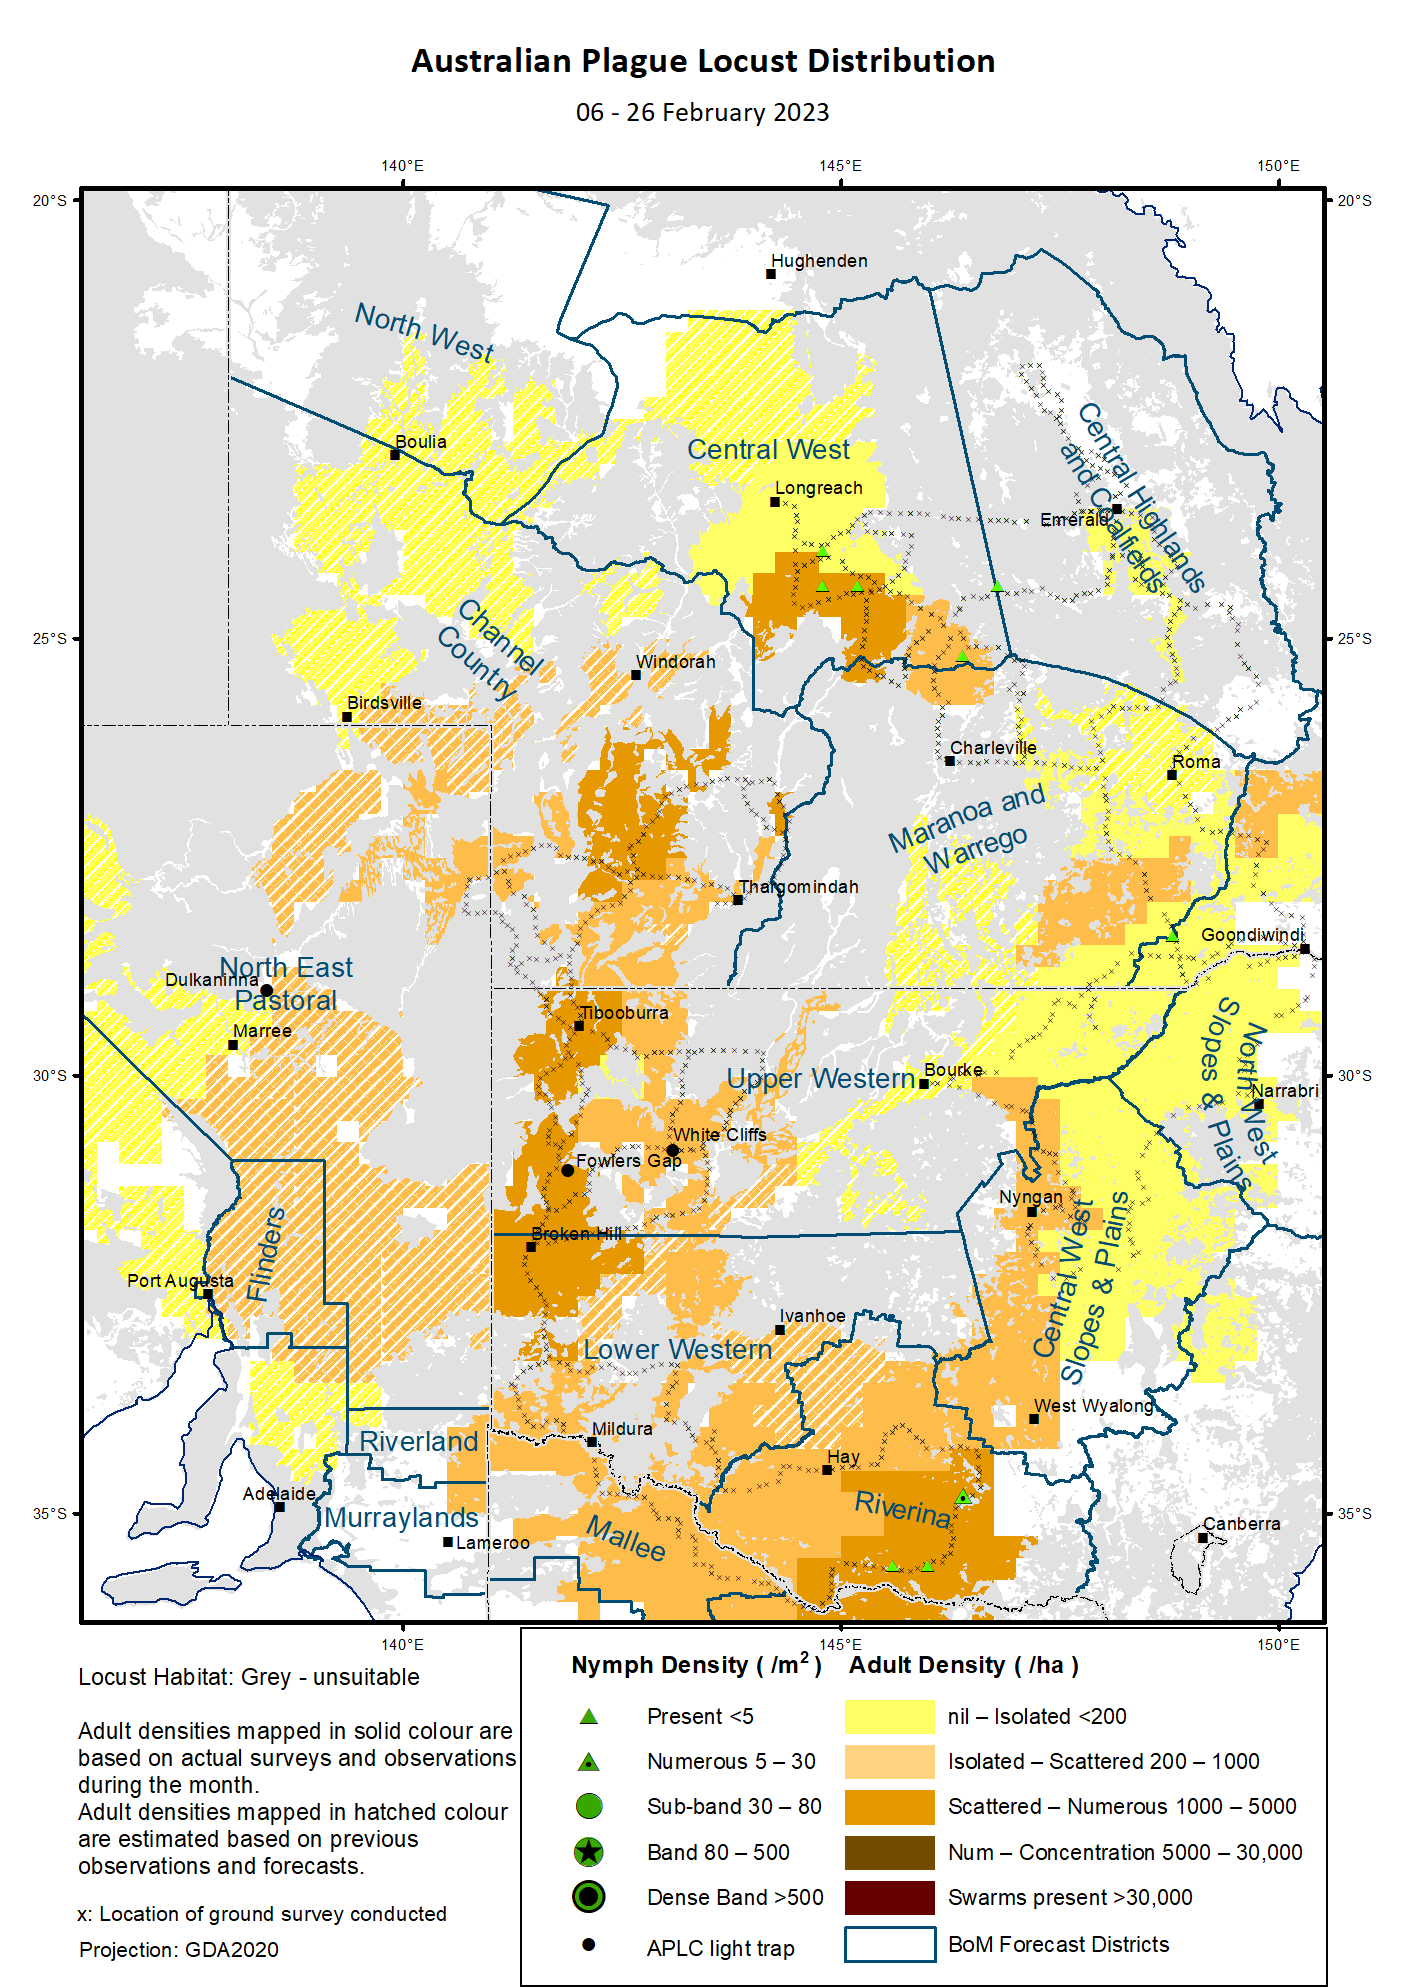 Australian Plague Locust Distribution
06 - 26 February 2023
140°E
145°E
150°E
20°S
20°S
Hughenden
North West
Boulia
Central West
Longreach
Central Highlands
and Coalfields
Emerald
25°S
25°S
Channel
Country
Windorah
Birdsville
Charleville
Roma
Maranoa and
Warrego
Thargomindah
Goondiwindi
North East
Pastoral
Dulkaninna
Marree
Tibooburra
30°S
30°S
Upper Western
Bourke
North West
Slopes & Plains
Narrabri
White Cliffs
Fowlers Gap
Nyngan
Central West
Slopes & Plains
Broken Hill
Flinders
Port Augusta
Ivanhoe
Lower Western
West Wyalong
Mildura
Riverland
Hay
Adelaide
Riverina
35°S
35°S
Murraylands
Mallee
Canberra
Lameroo
140°E
145°E
150°E
Locust Habitat: Grey - unsuitable
Adult densities mapped in solid colour are
based on actual surveys and observations
during the month.
Adult densities mapped in hatched colour
are estimated based on previous
observations and forecasts.
x: Location of ground survey conducted
Projection: GDA2020
Nymph Density ( /m2 )
Present <5
Numerous 5 – 30
Sub-band 30 – 80
Band 80 – 500
Dense Band >500
APLC light trap
Adult Density ( /ha )
nil – Isolated <200
Isolated – Scattered 200 – 1000
Scattered – Numerous 1000 – 5000
Num – Concentration 5000 – 30,000
Swarms present >30,000
BoM Forecast Districts